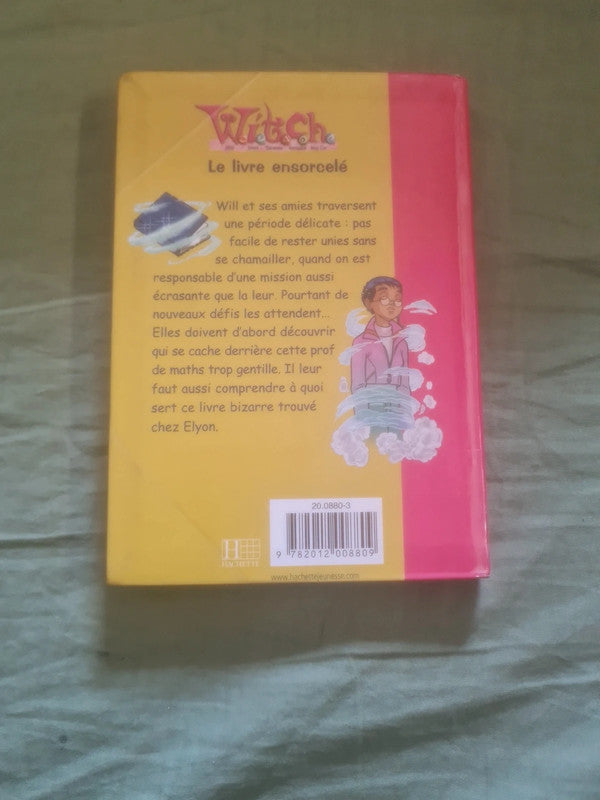 W.i.t.c.h.
Le livre ensorcelé
Will et ses amies traversent
une période délicate : pas
facile de rester unies sans
se chamailler, quand on est
responsable d'une mission aussi
écrasante que la leur. Pourtant de
nouveaux défis les attendent...
Elles doivent d'abord découvrir
qui se cache derrière cette prof
de maths trop gentille. Il leur
faut aussi comprendre à quoi
sert ce livre bizarre trouvé
chez Elyon.
20.0880-3
9 782012 008809
H
HACHETTE
www.hachettejeunesse.com